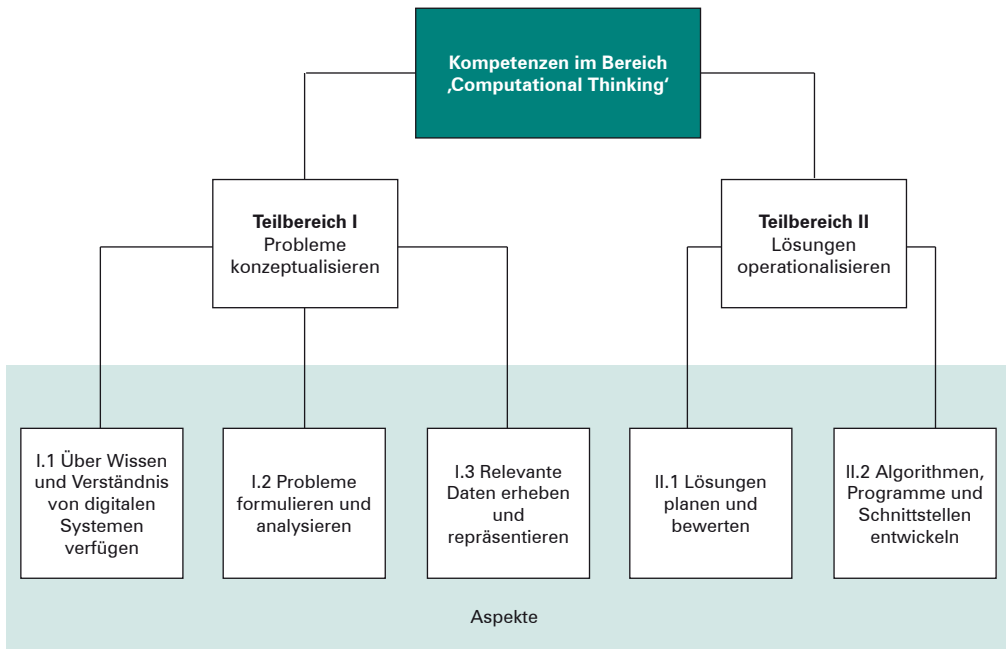 Kompetenzen im Bereich
‚Computational Thinking‘
Teilbereich I
Probleme
konzeptualisieren
Teilbereich II
Lösungen
operationalisieren
I.1 Über Wissen
und Verständnis
von digitalen
Systemen
verfügen
I.2 Probleme
formulieren und
analysieren
I.3 Relevante
Daten erheben
und
repräsentieren
II.1 Lösungen
planen und
bewerten
II.2 Algorithmen,
Programme und
Schnittstellen
entwickeln
Aspekte